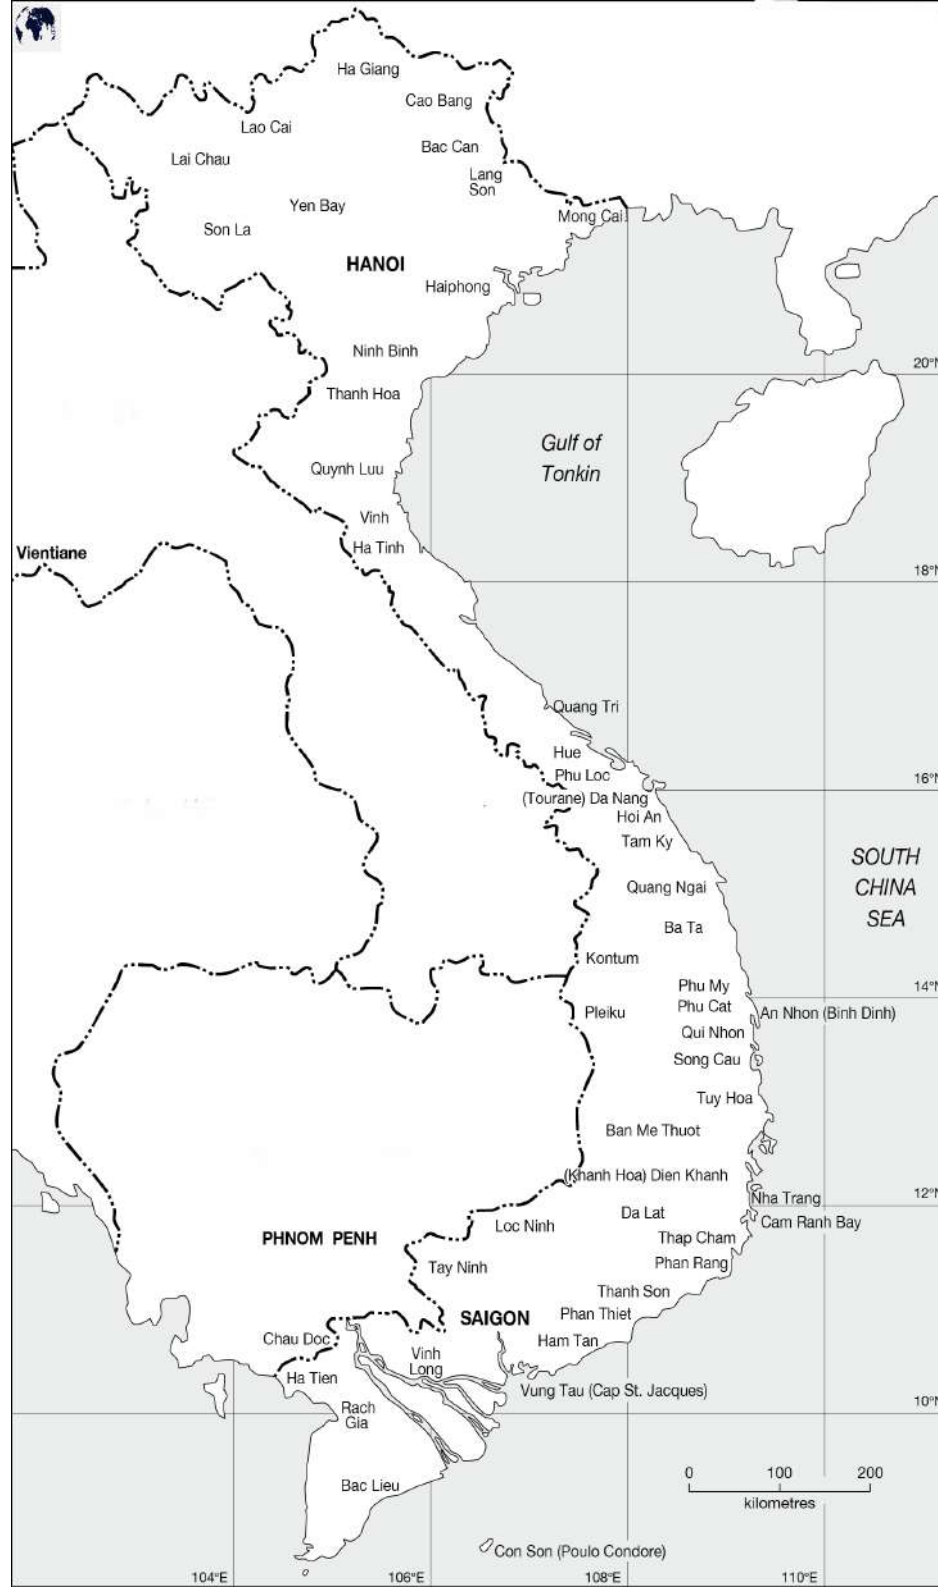 Ha Giang
Cao Bang
Lao Cai
Bac Can
Lai Chau
Lang
Son
Yen Bay
Mong Cai
Son La
HANOI
Haiphong
Ninh Binh
20°N
Thanh Hoa
Gulf of
Tonkin
Quynh Luu
Vinh
Ha Tinh
Vientiane
18°N
Quang Tri
Hue
Phu Loc
16°N
(Tourane) Da Nang
Hoi An
Tam Ky
SOUTH
CHINA
SEA
Quang Ngai
Ba Ta
Kontum
Phu My
14°N
Phu Cat
Pleiku
An Nhon (Binh Dinh)
Qui Nhon
Song Cau
Tuy Hoa
Ban Me Thuot
(Khanh Hoa) Dien Khanh
12°N
Nha Trang
Da Lat
Cam Ranh Bay
Loc Ninh
PHNOM PENH
Thap Cham
Phan Rang
Tay Ninh
Thanh Son
Phan Thiet
SAIGON
Chau Doc
Ham Tan
Vinh
Long
Ha Tien
Vung Tau (Cap St. Jacques)
10°N
Rach
Gia
0 100 200
kilometres
Bac Lieu
Con Son (Poulo Condore)
104°E 106°E 108°E 110°E